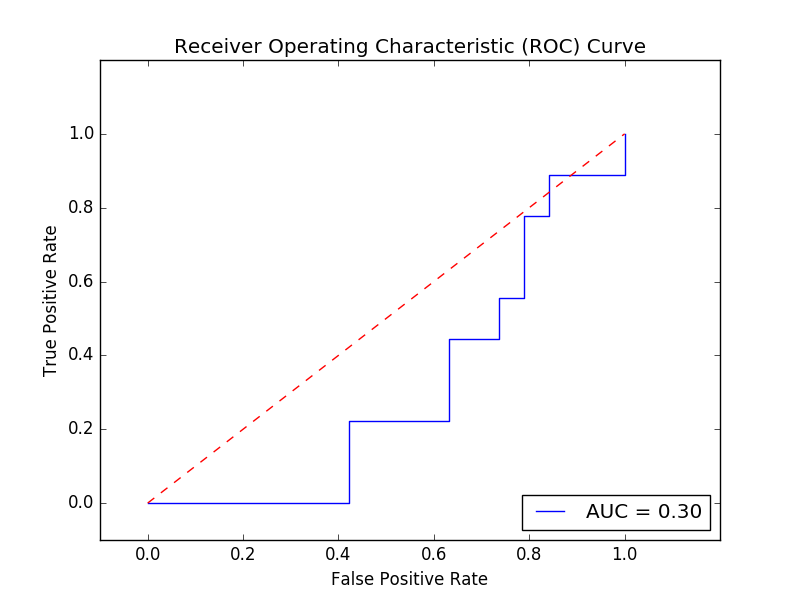 Receiver Operating Characteristic (ROC) Curve
True Positive Rate
1.0
0.8
0.6
0.4
0.2
0.0
AUC = 0.30
0.0 0.2 0.4 0.6 0.8 1.0
False Positive Rate